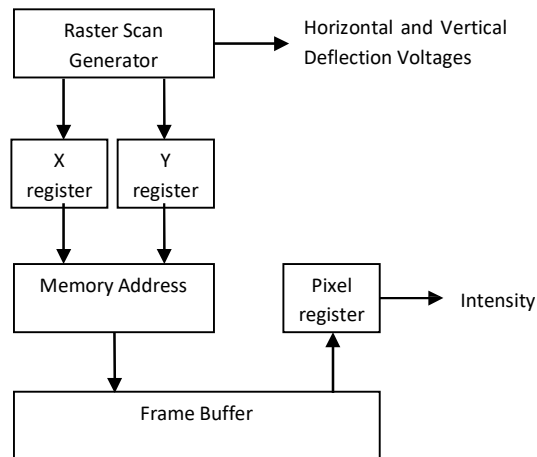 Raster Scan
Generator
Horizontal and Vertical
Deflection Voltages
X
register
Y
register
Memory Address
Pixel
register
Intensity
Frame Buffer